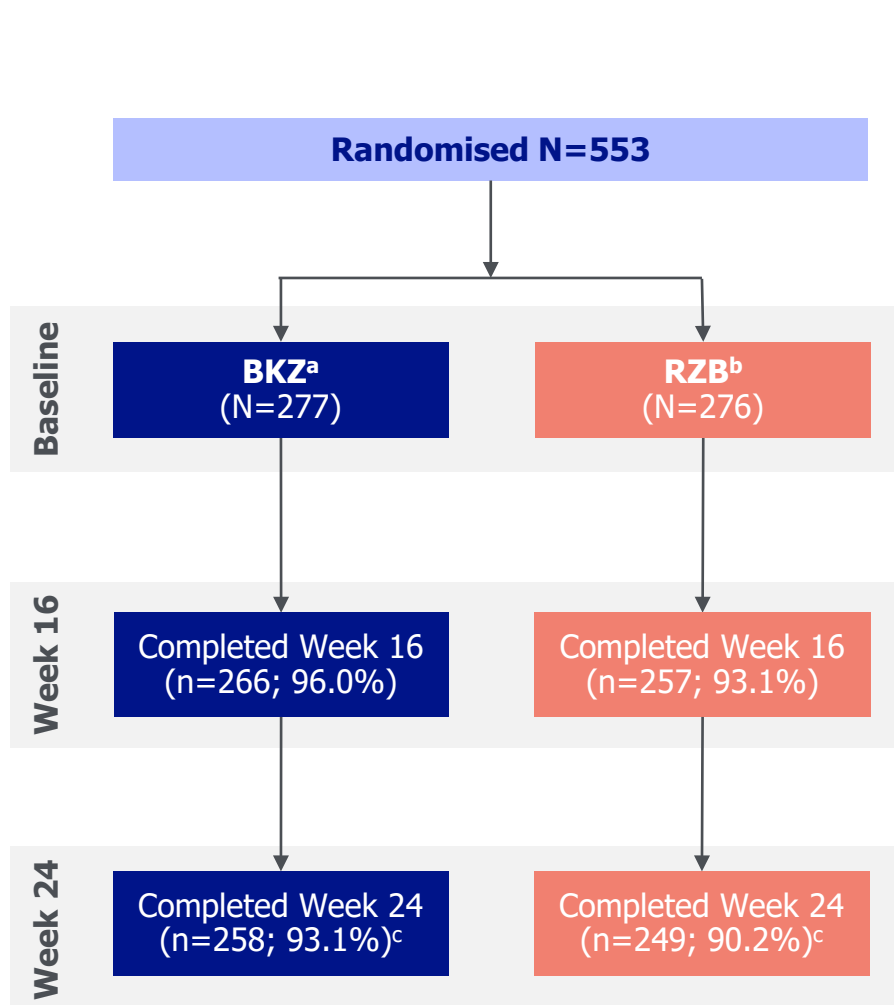 Randomised N=553
Baseline
BKZᵃ
(N=277)
RZBᵇ
(N=276)
Week 16
Completed Week 16
(n=266; 96.0%)
Completed Week 16
(n=257; 93.1%)
Week 24
Completed Week 24
(n=258; 93.1%)ᶜ
Completed Week 24
(n=249; 90.2%)ᶜ